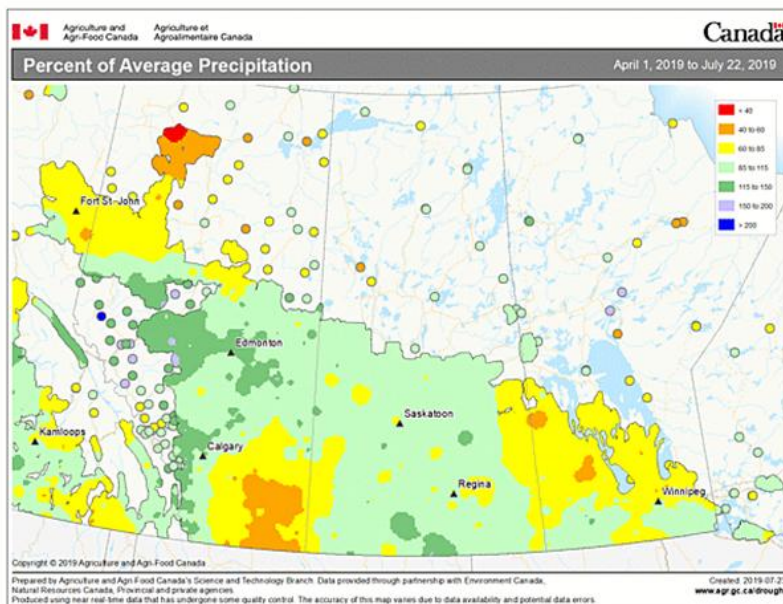 Agriculture and Agriculture et
Agri-Food Canada Agroalimentaire Canada
Canada
Percent of Average Precipitation April 1, 2019 to July 22, 2019
< 40
40 to 60
60 to 85
85 to 115
115 to 150
150 to 200
> 200
Fort St. John
Edmonton
Saskatoon
Kamloops
Calgary
Regina
Winnipeg
Copyright © 2019 Agriculture and Agri-Food Canada
Prepared by Agriculture and Agri-Food Canada's Science and Technology Branch. Data provided through partnership with Environment Canada, Created: 2019-07-2
Natural Resources Canada, Provincial and private agencies. www.agr.gc.ca/drough
Produced using near real-time data that has undergone some quality control. The accuracy of this map varies due to data availability and potential data errors.